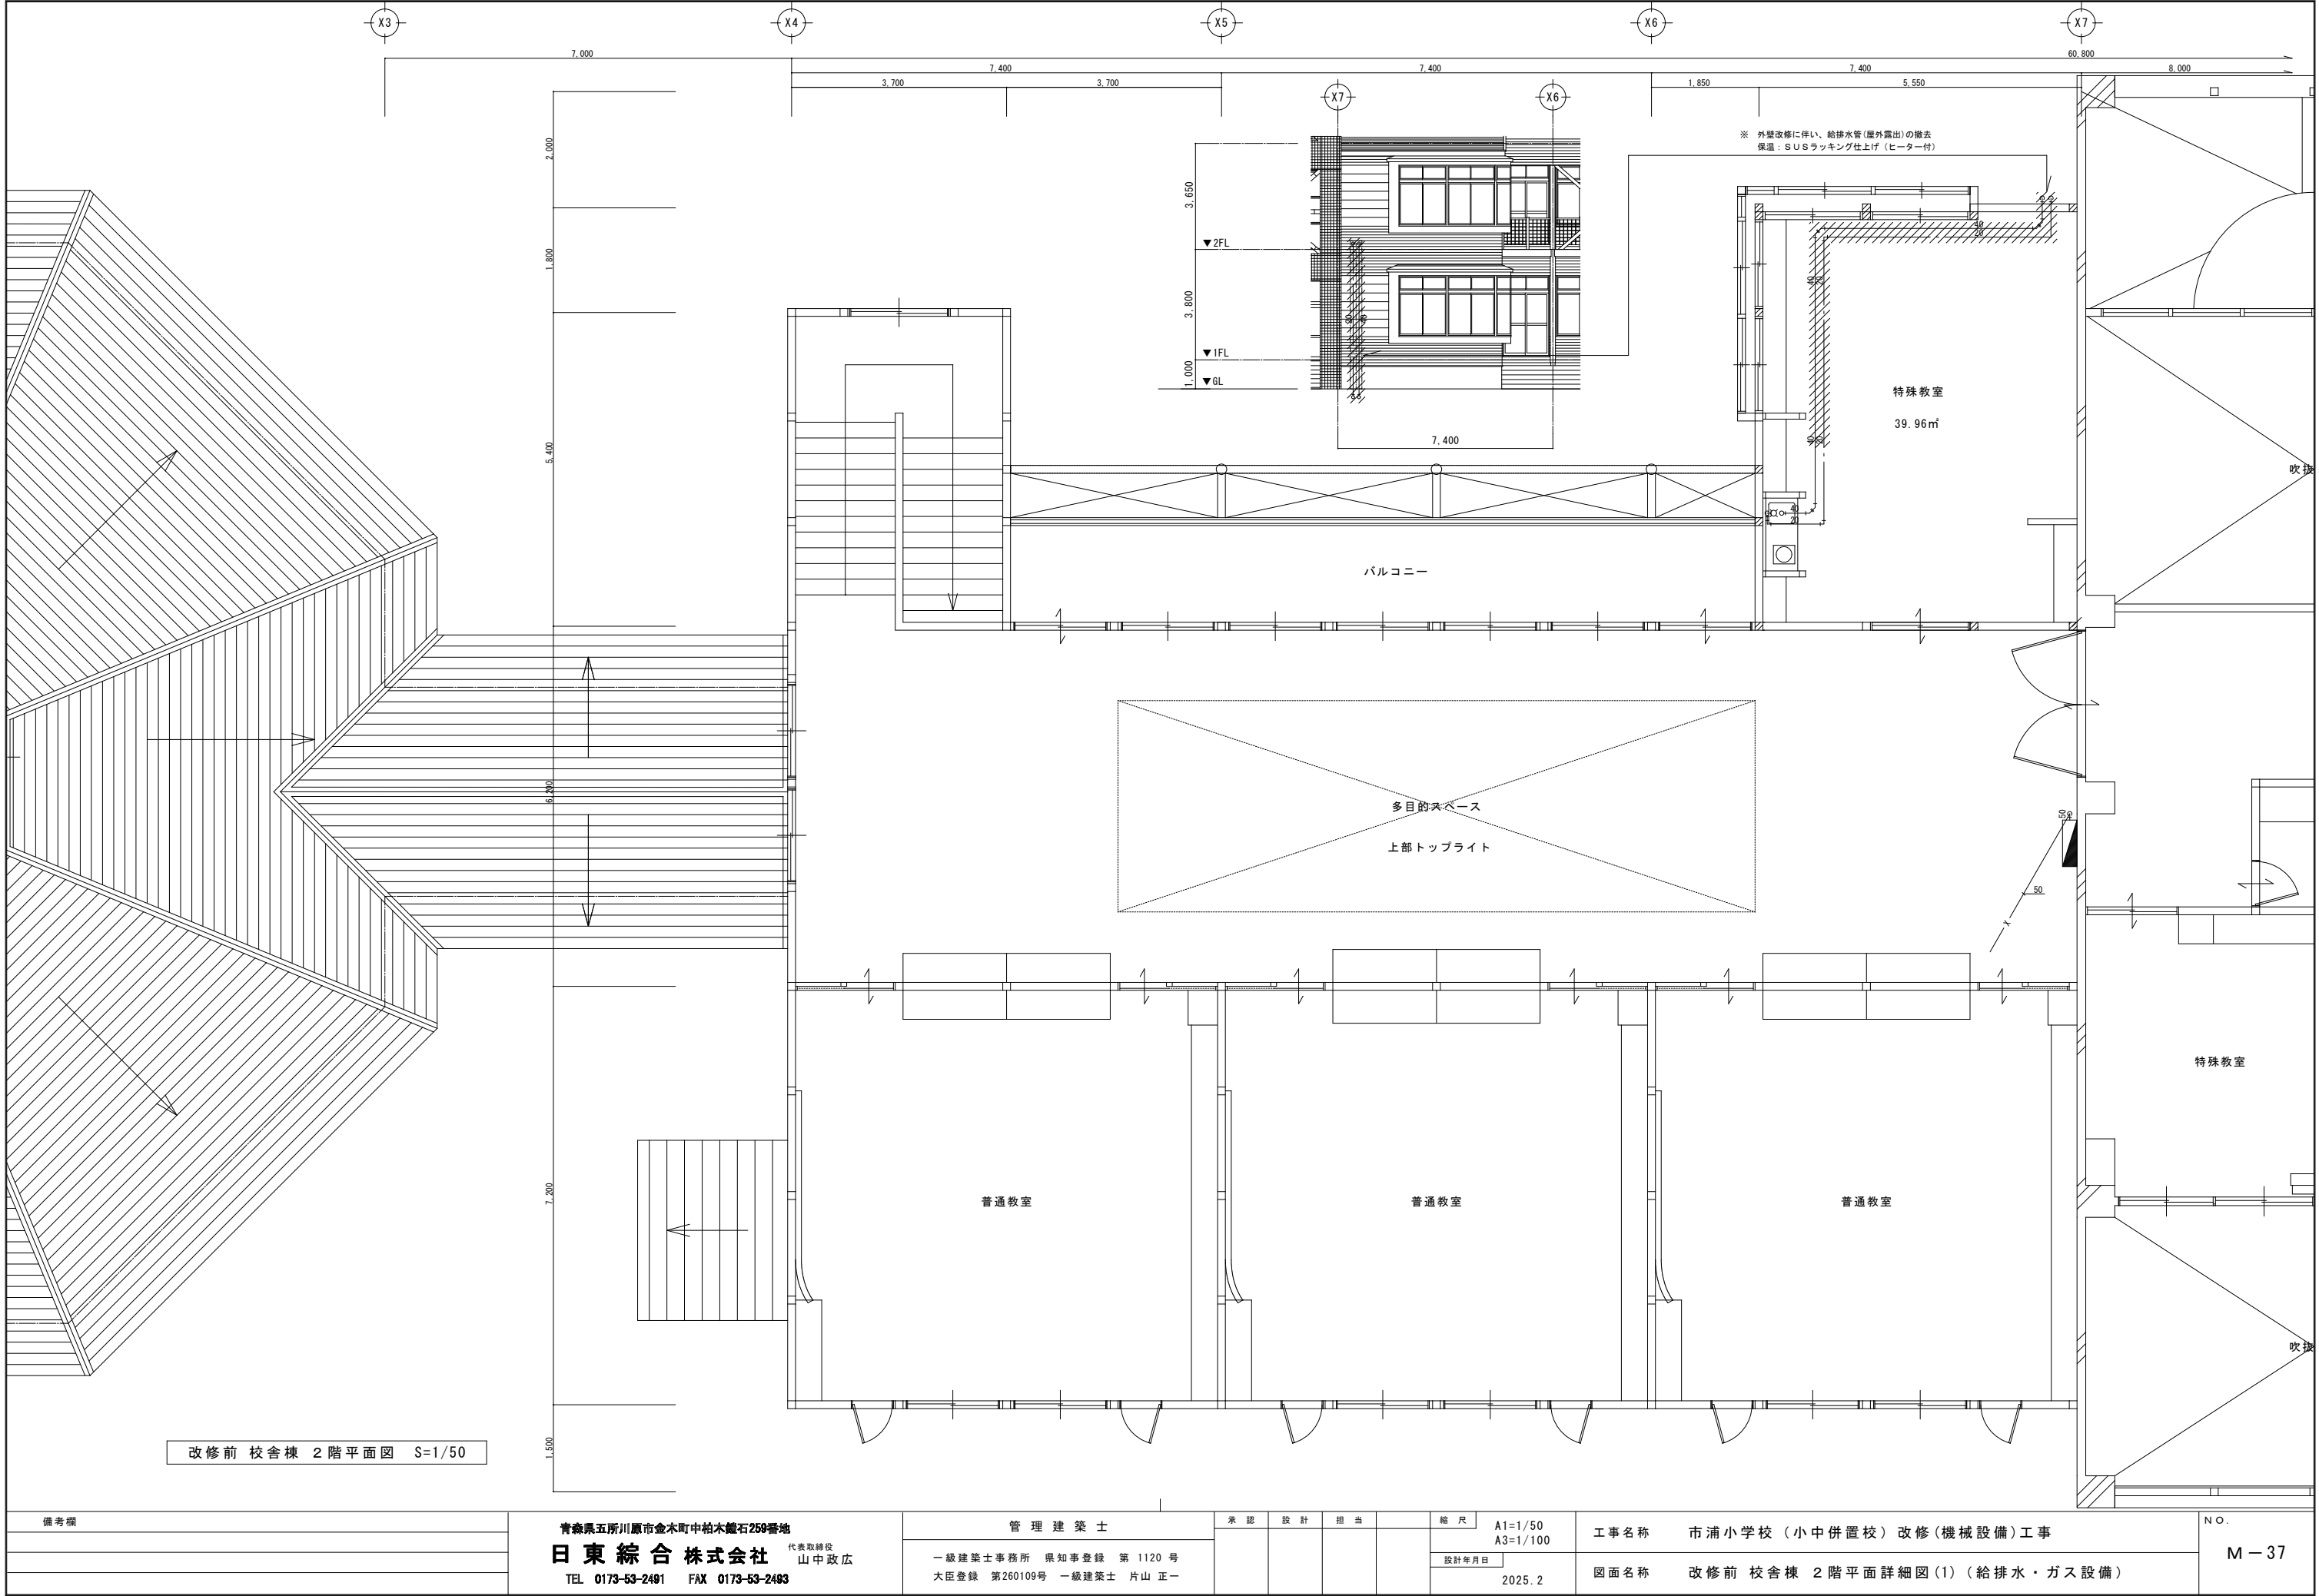 X3 X4 X5 X6 X7
7,000 60,800
7,400 7,400 7,400 8,000
3,700 3,700 1,850 5,550
X7 X6
※ 外壁改修に伴い、給排水管(屋外露出)の撤去
保温：ＳＵＳラッキング仕上げ（ヒーター付）
2,000
1,800
5,400
6,200
7,200
1,500
3,650
▼2FL
3,800
▼1FL
1,000
▼GL
7,400
20 40
40
20
40 20
40 20
40
20
特殊教室
39.96㎡
吹抜
バルコニー
多目的スペース
上部トップライト
50
50
特殊教室
普通教室 普通教室 普通教室
吹抜
改修前 校舎棟 ２階平面図 S=1/50
備考欄
青森県五所川原市金木町中柏木鎧石259番地
日東綜合株式会社 代表取締役 山中政広
TEL 0173-53-2491 FAX 0173-53-2493
管理建築士
一級建築士事務所 県知事登録 第 1120 号
大臣登録 第260109号 一級建築士 片山 正一
承認 設計 担当
縮尺 A1=1/50
A3=1/100
設計年月日
2025.2
工事名称 市浦小学校（小中併置校）改修(機械設備)工事
図面名称 改修前 校舎棟 ２階平面詳細図(1)（給排水・ガス設備）
NO.
M－37